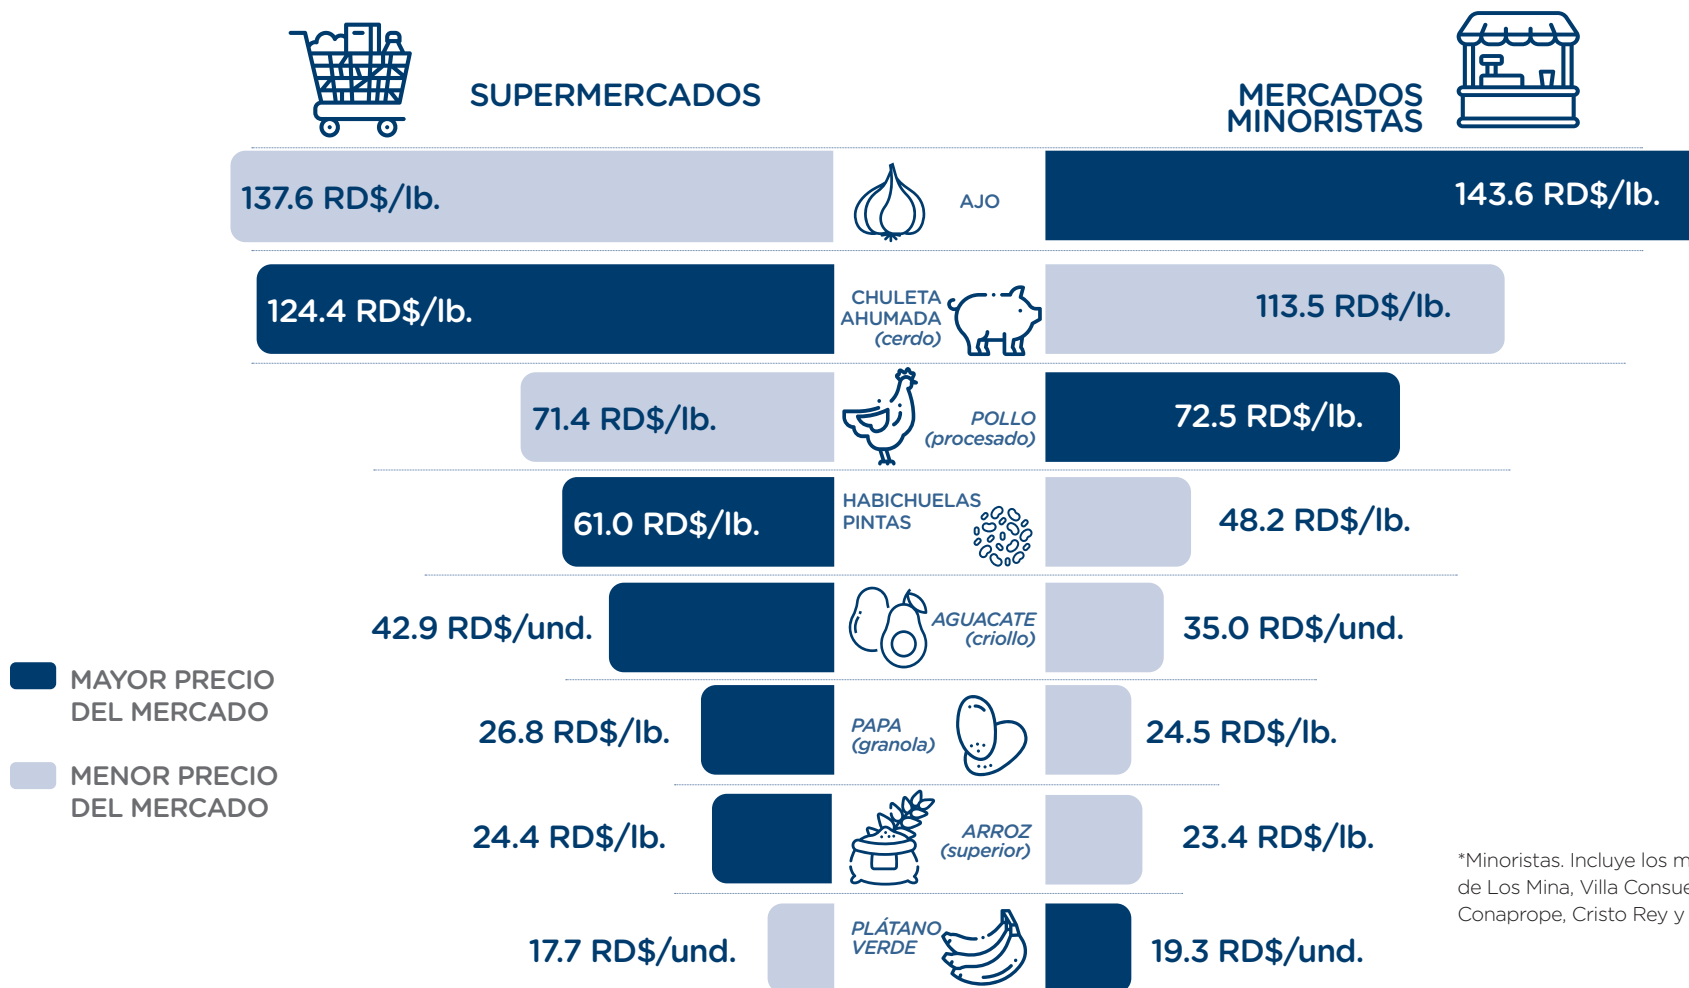 SUPERMERCADOS
MERCADOS
MINORISTAS
137.6 RD$/lb.
AJO
143.6 RD$/lb.
124.4 RD$/lb.
CHULETA
AHUMADA
(cerdo)
113.5 RD$/lb.
71.4 RD$/lb.
POLLO
(procesado)
72.5 RD$/lb.
61.0 RD$/lb.
HABICHUELAS
PINTAS
48.2 RD$/lb.
42.9 RD$/und.
AGUACATE
(criollo)
35.0 RD$/und.
MAYOR PRECIO
DEL MERCADO
MENOR PRECIO
DEL MERCADO
26.8 RD$/lb.
PAPA
(granola)
24.5 RD$/lb.
24.4 RD$/lb.
ARROZ
(superior)
23.4 RD$/lb.
17.7 RD$/und.
PLÁTANO
VERDE
19.3 RD$/und.
*Minoristas. Incluye los
de Los Mina, Villa
Conaprope, Cristo Rey y